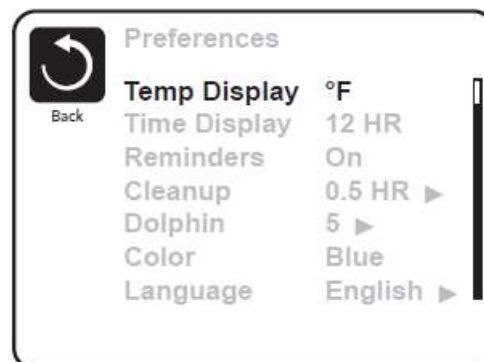 Preferences
Back
Temp Display °F
Time Display 12 HR
Reminders On
Cleanup 0.5 HR ▶
Dolphin 5 ▶
Color Blue
Language English ▶